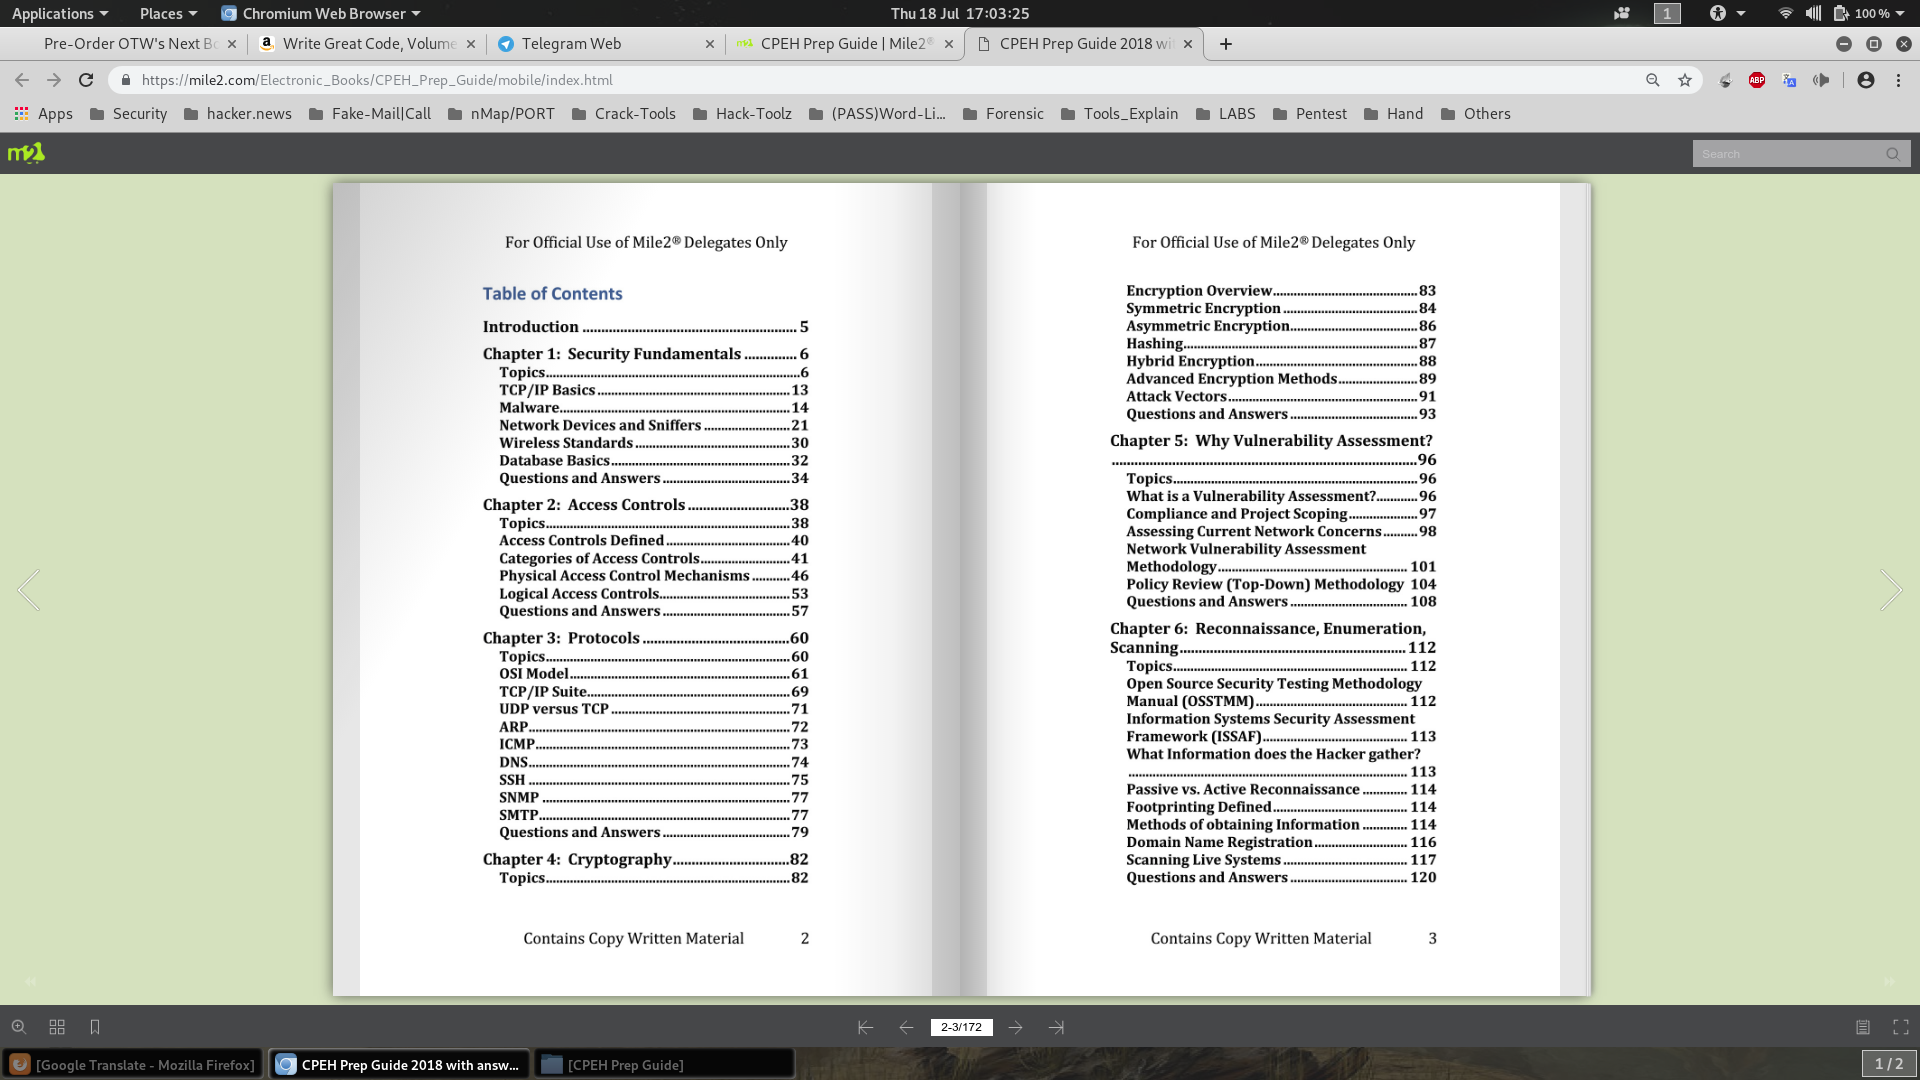 Applications
Places
Chromium Web Browser
Thu 18 Jul 17:03:25
1
100 %
Pre-Order OTW's Next Bo
Write Great Code, Volume
Telegram Web
CPEH Prep Guide | Mile2®
CPEH Prep Guide 2018 wi
https://mile2.com/Electronic_Books/CPEH_Prep_Guide/mobile/index.html
ABP
Apps
Security
hacker.news
Fake-Mail|Call
nMap/PORT
Crack-Tools
Hack-Toolz
(PASS)Word-Li...
Forensic
Tools_Explain
LABS
Pentest
Hand
Others
m2
Search
For Official Use of Mile2® Delegates Only
Table of Contents
Introduction ........ 5
Chapter 1: Security Fundamentals ........ 6
Topics........6
TCP/IP Basics ........ 13
Malware........ 14
Network Devices and Sniffers ........ 21
Wireless Standards ........ 30
Database Basics........ 32
Questions and Answers ........ 34
Chapter 2: Access Controls ........38
Topics........ 38
Access Controls Defined ........ 40
Categories of Access Controls........ 41
Physical Access Control Mechanisms ........ 46
Logical Access Controls........ 53
Questions and Answers ........ 57
Chapter 3: Protocols ........60
Topics........ 60
OSI Model........ 61
TCP/IP Suite........ 69
UDP versus TCP ........ 71
ARP........ 72
ICMP........ 73
DNS........ 74
SSH ........ 75
SNMP ........ 77
SMTP........ 77
Questions and Answers ........ 79
Chapter 4: Cryptography........82
Topics........ 82
Contains Copy Written Material 2
For Official Use of Mile2® Delegates Only
Encryption Overview........ 83
Symmetric Encryption ........ 84
Asymmetric Encryption........ 86
Hashing........ 87
Hybrid Encryption........ 88
Advanced Encryption Methods........ 89
Attack Vectors........ 91
Questions and Answers ........ 93
Chapter 5: Why Vulnerability Assessment?
........96
Topics........ 96
What is a Vulnerability Assessment?........ 96
Compliance and Project Scoping........ 97
Assessing Current Network Concerns........ 98
Network Vulnerability Assessment
Methodology........ 101
Policy Review (Top-Down) Methodology 104
Questions and Answers ........ 108
Chapter 6: Reconnaissance, Enumeration,
Scanning........ 112
Topics........ 112
Open Source Security Testing Methodology
Manual (OSSTMM)........ 112
Information Systems Security Assessment
Framework (ISSAF)........ 113
What Information does the Hacker gather?
........ 113
Passive vs. Active Reconnaissance ........ 114
Footprinting Defined........ 114
Methods of obtaining Information ........ 114
Domain Name Registration........ 116
Scanning Live Systems ........ 117
Questions and Answers ........ 120
Contains Copy Written Material 3
2-3/172
[Google Translate - Mozilla Firefox]
CPEH Prep Guide 2018 with answ...
[CPEH Prep Guide]
1 / 2